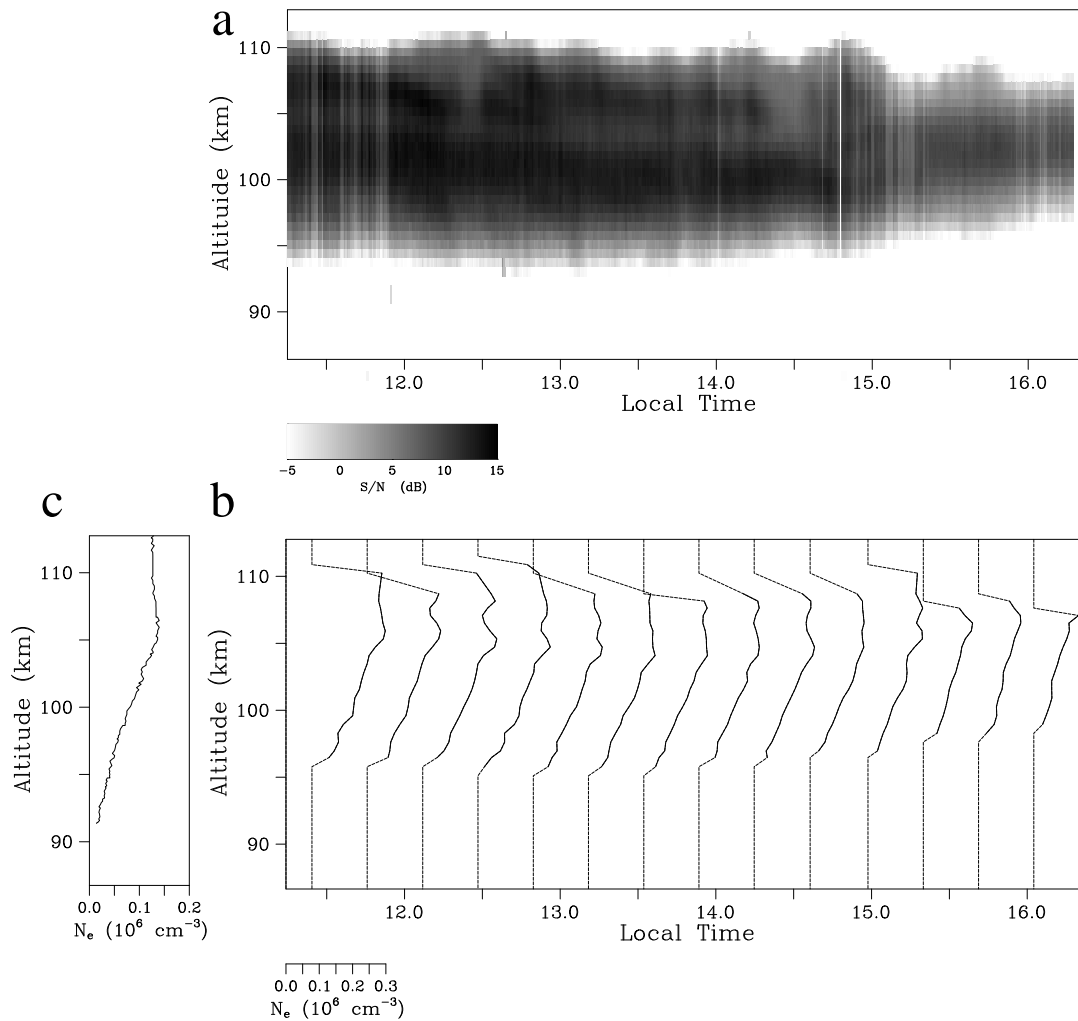 a
110
100
90
Altituide (km)
12.0 13.0 14.0 15.0 16.0
Local Time
-5 0 5 10 15
S/N (dB)
c
110
100
90
Altitude (km)
0.0 0.1 0.2
Nₑ (10⁶ cm⁻³)
b
110
100
90
Altitude (km)
12.0 13.0 14.0 15.0 16.0
Local Time
0.0 0.1 0.2 0.3
Nₑ (10⁶ cm⁻³)